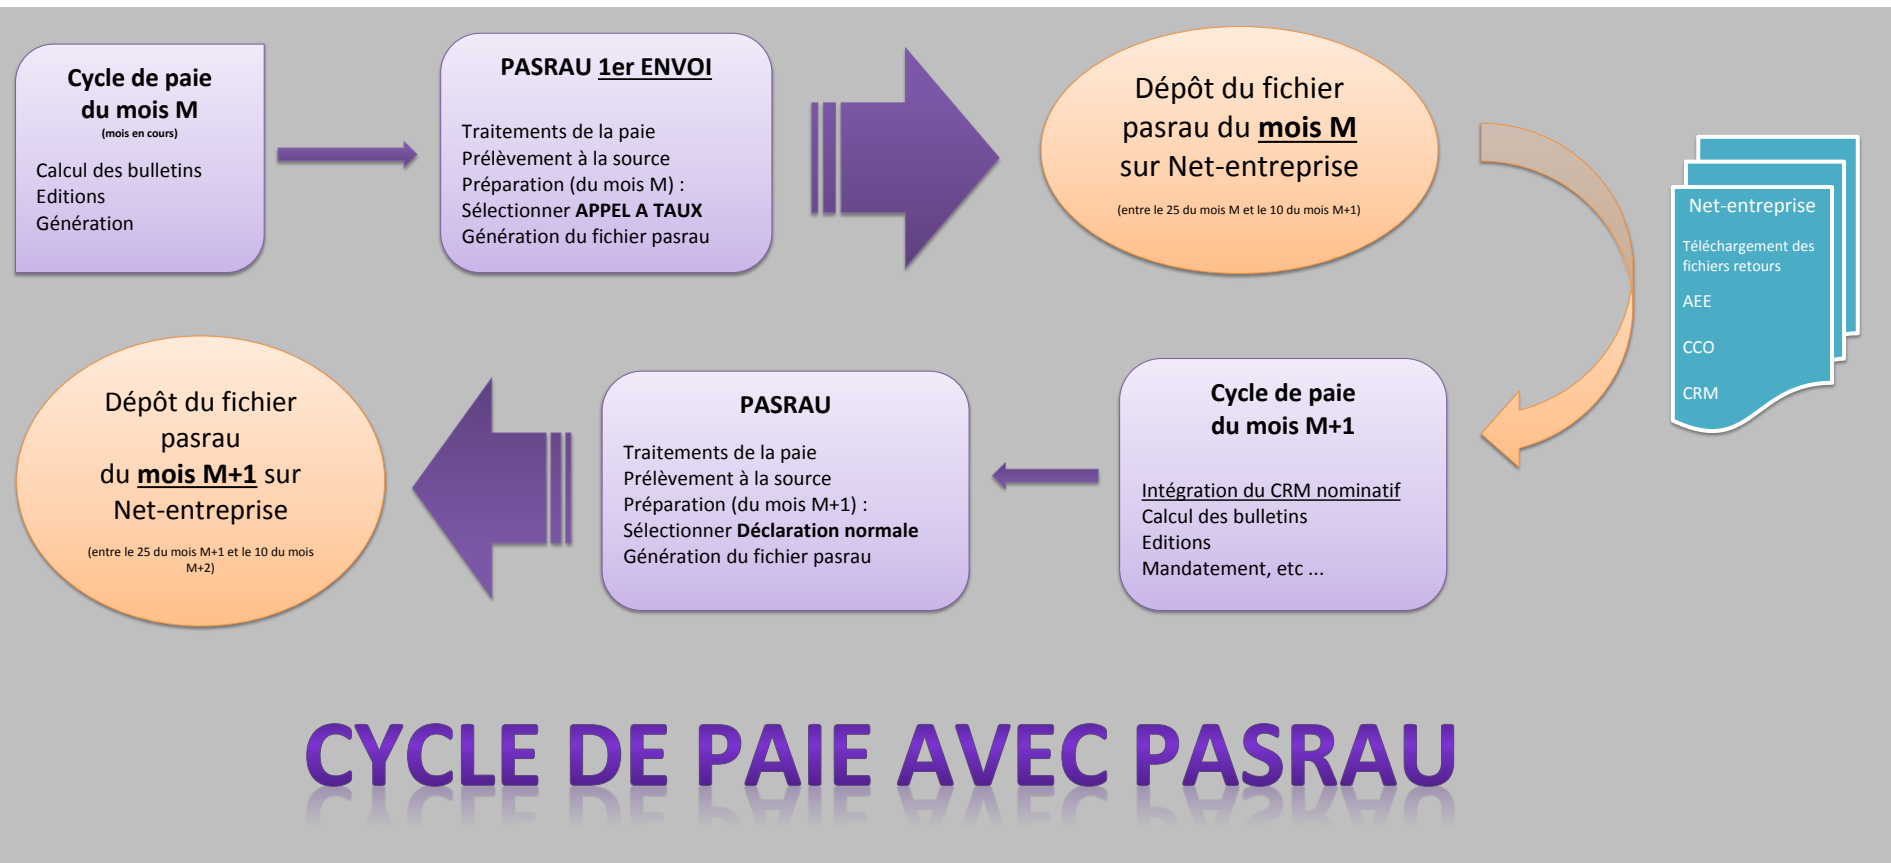 Cycle de paie
du mois M
(mois en cours)
Calcul des bulletins
Editions
Génération
PASRAU 1er ENVOI
Traitements de la paie
Prélèvement à la source
Préparation (du mois M) :
Sélectionner APPEL A TAUX
Génération du fichier pasrau
Dépôt du fichier
pasrau du mois M
sur Net-entreprise
(entre le 25 du mois M et le 10 du mois M+1)
Net-entreprise
Téléchargement des
fichiers retours
AEE
CCO
CRM
Cycle de paie
du mois M+1
Intégration du CRM nominatif
Calcul des bulletins
Editions
Mandatement, etc ...
PASRAU
Traitements de la paie
Prélèvement à la source
Préparation (du mois M+1) :
Sélectionner Déclaration normale
Génération du fichier pasrau
Dépôt du fichier
pasrau
du mois M+1 sur
Net-entreprise
(entre le 25 du mois M+1 et le 10 du mois
M+2)
CYCLE DE PAIE AVEC PASRAU